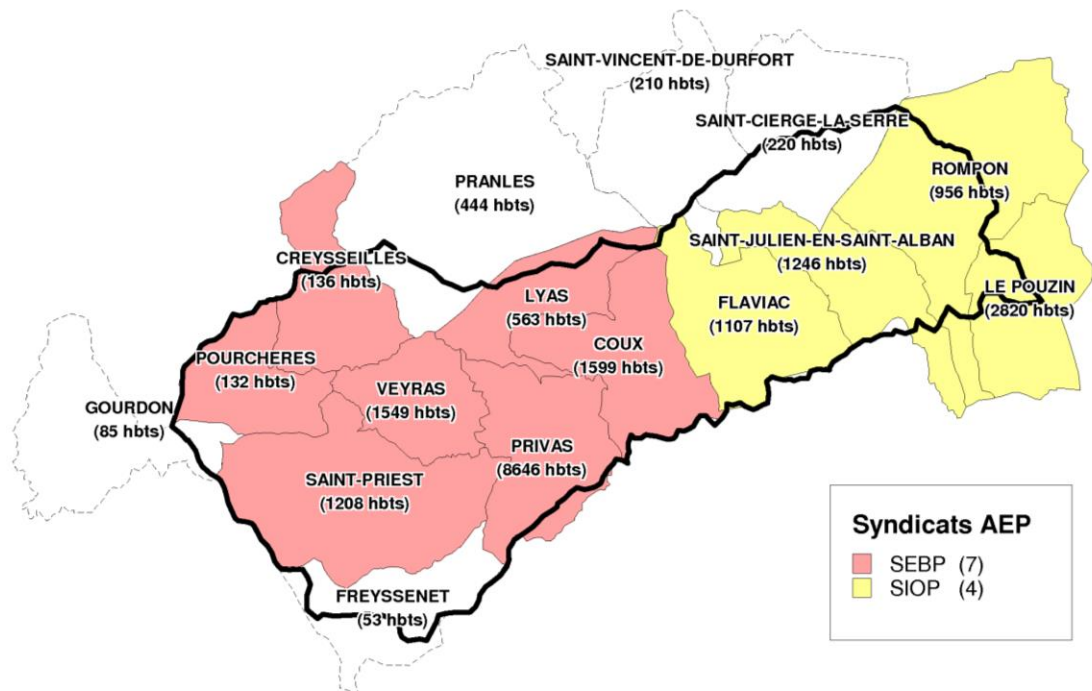 SAINT-VINCENT-DE-DURFORT
(210 hbts)
SAINT-CIERGE-LA-SERRE
(220 hbts)
PRANLES
(444 hbts)
ROMPON
(956 hbts)
CREYSSEILLES
(136 hbts)
SAINT-JULIEN-EN-SAINT-ALBAN
(1246 hbts)
LE POUZIN
(2820 hbts)
LYAS
(563 hbts)
FLAVIAC
(1107 hbts)
COUX
(1599 hbts)
POURCHERES
(132 hbts)
VEYRAS
(1549 hbts)
GOURDON
(85 hbts)
PRIVAS
(8646 hbts)
SAINT-PRIEST
(1208 hbts)
FREYSSENET
(53 hbts)
Syndicats AEP
SEBP (7)
SIOP (4)